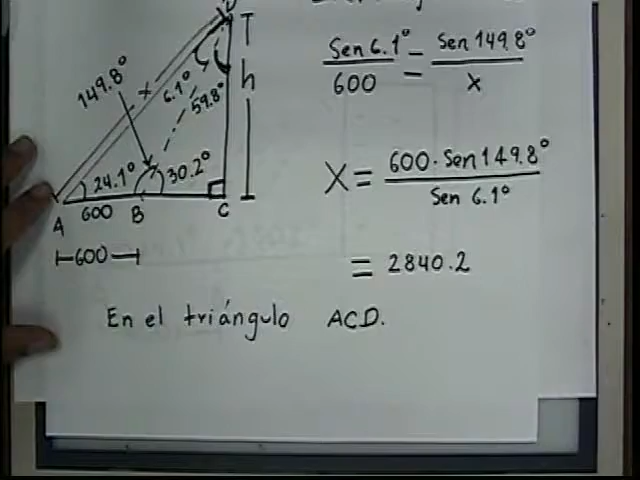 D
T
h
149.8°
x
6.1°
59.8°
24.1°
30.2°
A 600 B C
600
Sen 6.1° / 600 = Sen 149.8° / x
X = 600 · Sen 149.8° / Sen 6.1°
= 2840.2
En el triángulo ACD.